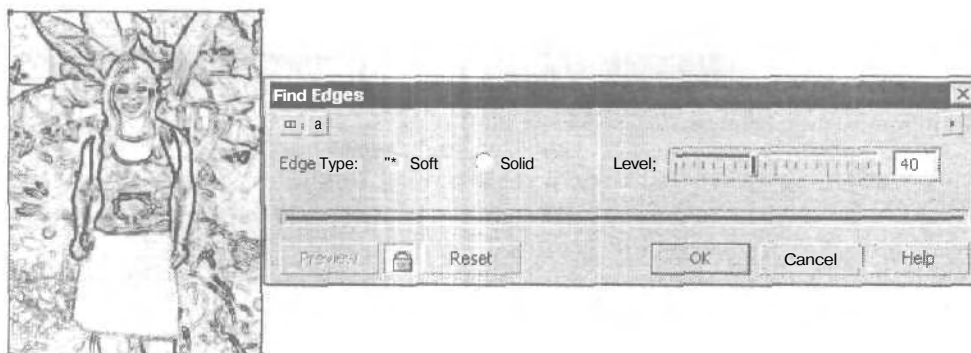 Find Edges
a
Edge Type: "* Soft Solid Level; 40
Preview Reset OK Cancel Help